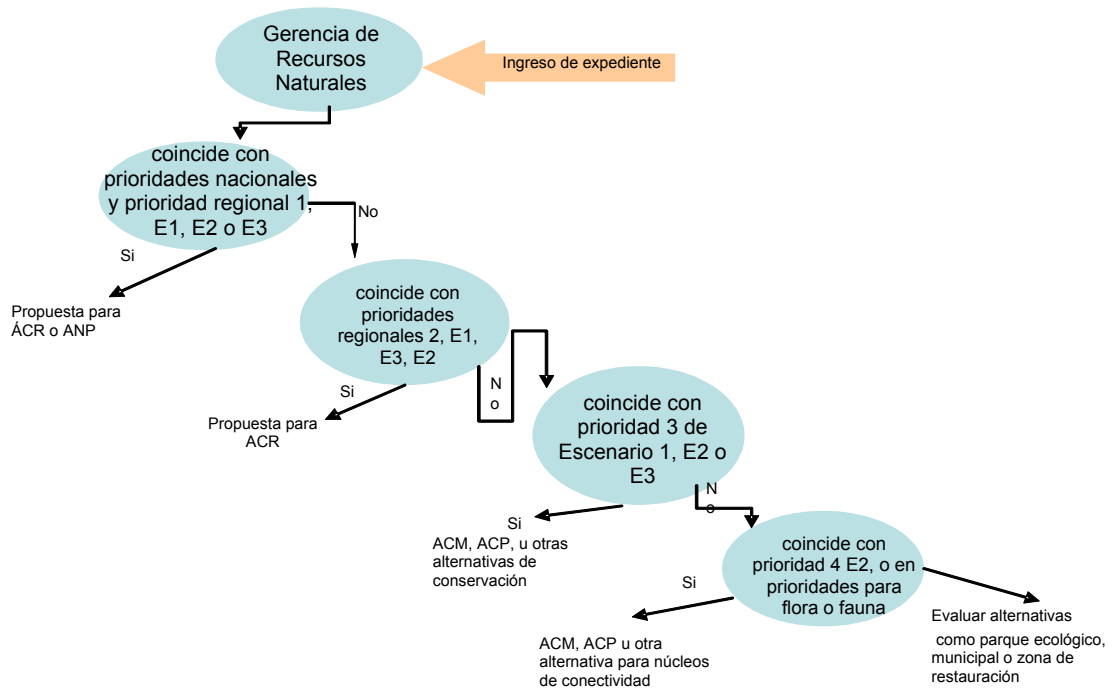 Gerencia de
Recursos
Naturales
Ingreso de expediente
coincide con
prioridades nacionales
y prioridad regional 1,
E1, E2 o E3
No
Si
Propuesta para
ÁCR o ANP
coincide con
prioridades
regionales 2, E1,
E3, E2
Si
N
o
Propuesta para
ACR
coincide con
prioridad 3 de
Escenario 1, E2 o
E3
N
o
Si
ACM, ACP, u otras
alternativas de
conservación
coincide con
prioridad 4 E2, o en
prioridades para
flora o fauna
Si
ACM, ACP u otra
alternativa para núcleos
de conectividad
Evaluar alternativas
como parque ecológico,
municipal o zona de
restauración